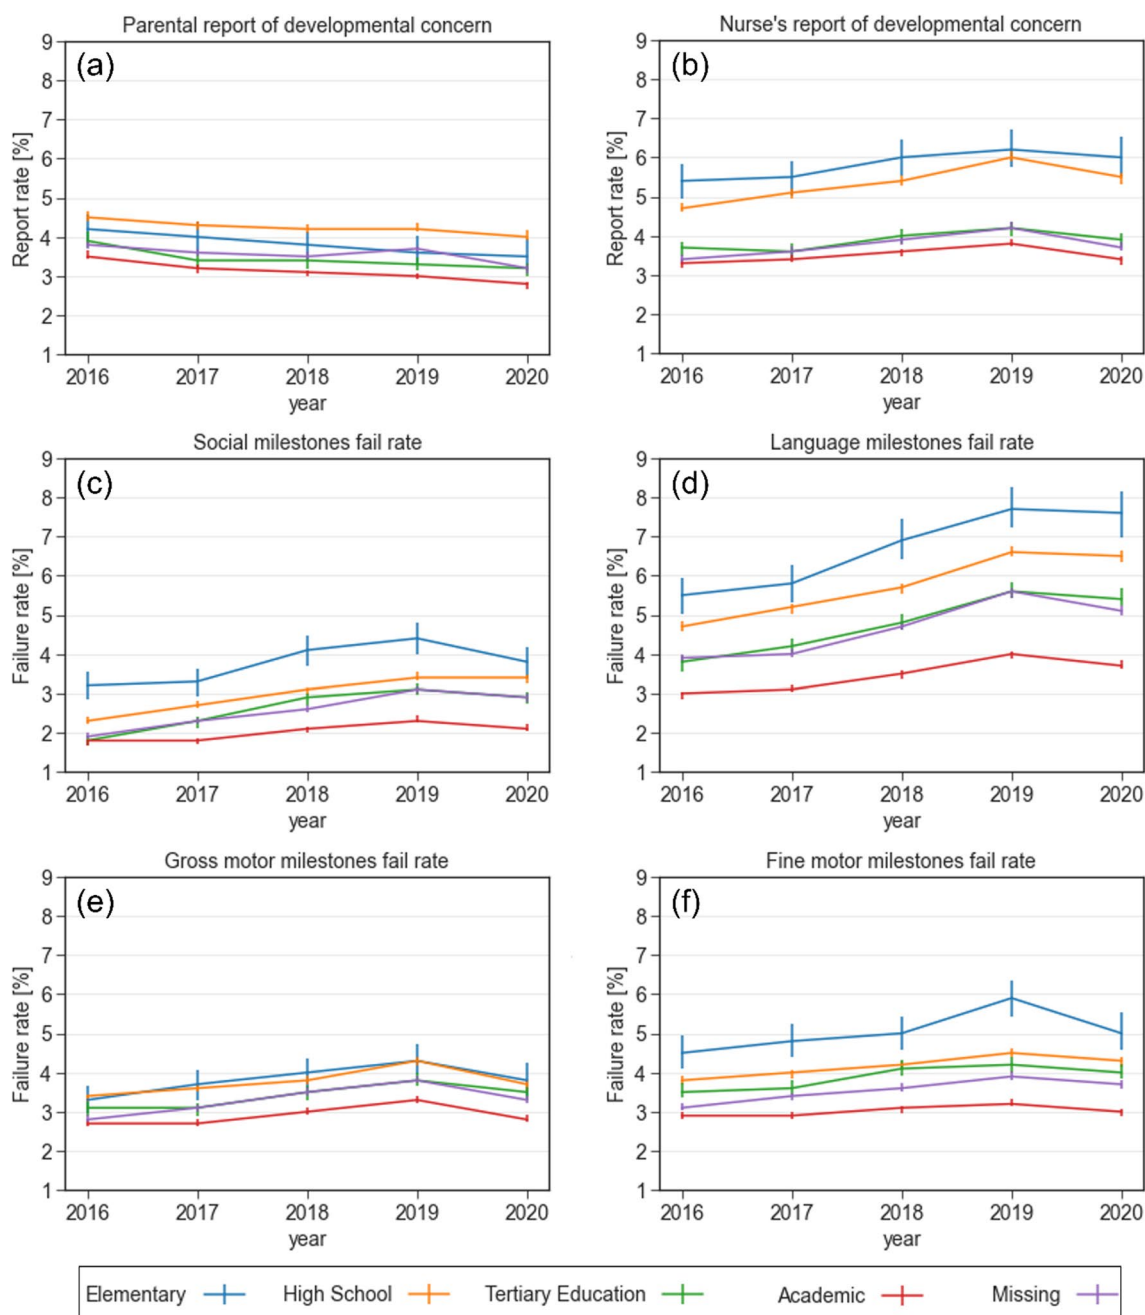 Parental report of developmental concern
(a)
Report rate [%]
9
8
7
6
5
4
3
2
1
2016 2017 2018 2019 2020
year
Nurse's report of developmental concern
(b)
Report rate [%]
9
8
7
6
5
4
3
2
1
2016 2017 2018 2019 2020
year
Social milestones fail rate
(c)
Failure rate [%]
9
8
7
6
5
4
3
2
1
2016 2017 2018 2019 2020
year
Language milestones fail rate
(d)
Failure rate [%]
9
8
7
6
5
4
3
2
1
2016 2017 2018 2019 2020
year
Gross motor milestones fail rate
(e)
Failure rate [%]
9
8
7
6
5
4
3
2
1
2016 2017 2018 2019 2020
year
Fine motor milestones fail rate
(f)
Failure rate [%]
9
8
7
6
5
4
3
2
1
2016 2017 2018 2019 2020
year
Elementary High School Tertiary Education Academic Missing